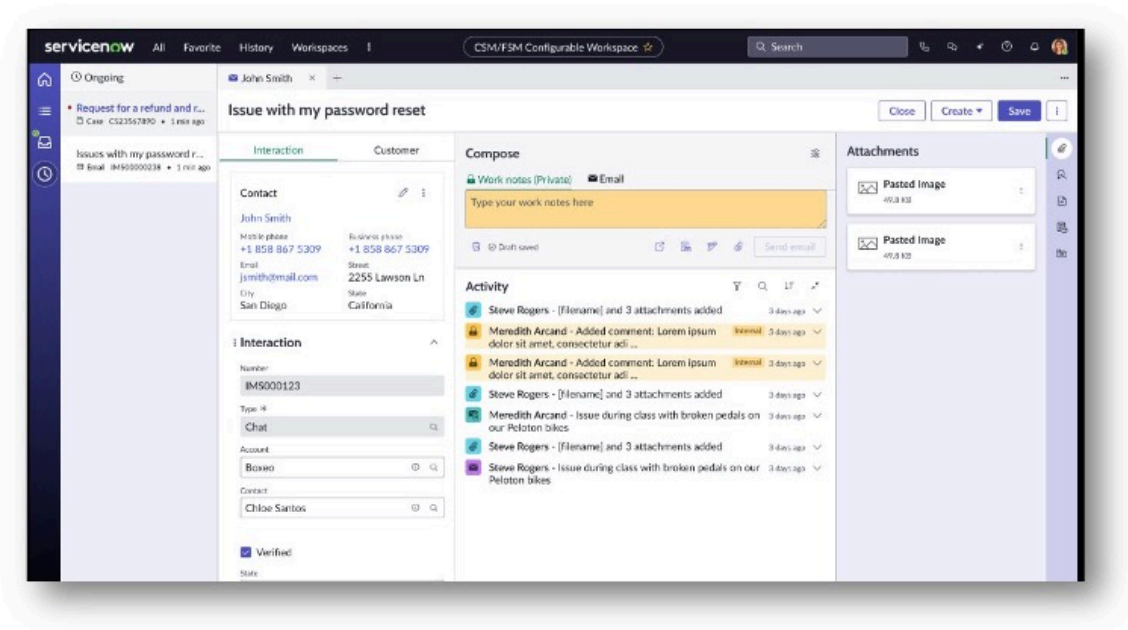 servicenow All Favorite History Workspaces
CSM/FSM Configurable Workspace
Search
Ongoing
John Smith
Request for a refund and r...
Case CS23567890 • 1 min ago
Issues with my password r...
Email IMS00000238 • 1 min ago
Issue with my password reset
Close Create Save
Interaction Customer
Contact
John Smith
Mobile phone Business phone
+1 858 867 5309 +1 858 867 5309
Email Street
jsmith@mail.com 2255 Lawson Ln
City State
San Diego California
Interaction
Number
IMS000123
Type
Chat
Account
Boxeo
Contact
Chloe Santos
Verified
State
Compose
Work notes (Private) Email
Type your work notes here
Draft saved Send email
Activity
Steve Rogers - [filename] and 3 attachments added 3 days ago
Meredith Arcand - Added comment: Lorem ipsum Internal 3 days ago
dolor sit amet, consectetur adi ...
Meredith Arcand - Added comment: Lorem ipsum Internal 3 days ago
dolor sit amet, consectetur adi ...
Steve Rogers - [filename] and 3 attachments added 3 days ago
Meredith Arcand - Issue during class with broken pedals on 3 days ago
our Peloton bikes
Steve Rogers - [filename] and 3 attachments added 3 days ago
Steve Rogers - Issue during class with broken pedals on our 3 days ago
Peloton bikes
Attachments
Pasted Image
49.8 KB
Pasted Image
49.8 KB